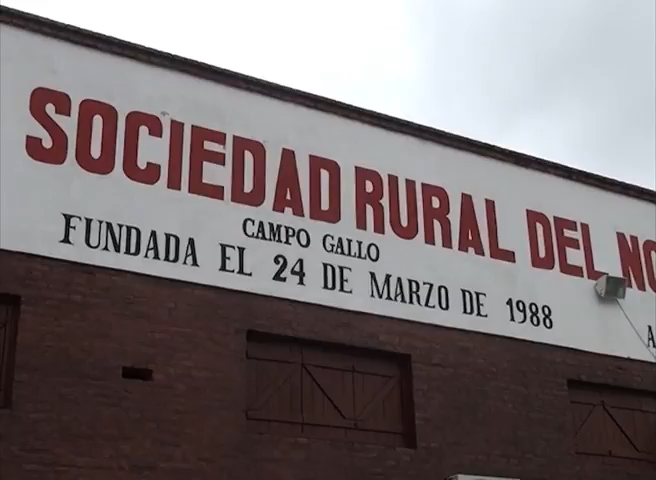 SOCIEDAD RURAL DEL
CAMPO GALLO
FUNDADA EL 24 DE MARZO DE 1988